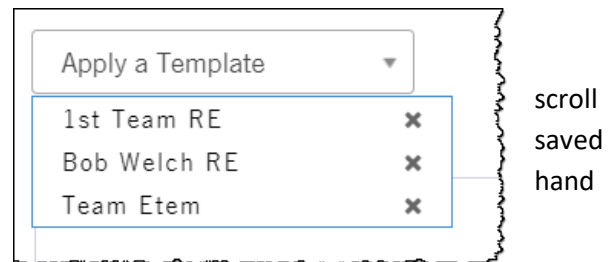 Apply a Template
1st Team RE
Bob Welch RE
Team Etem
scroll
saved
hand